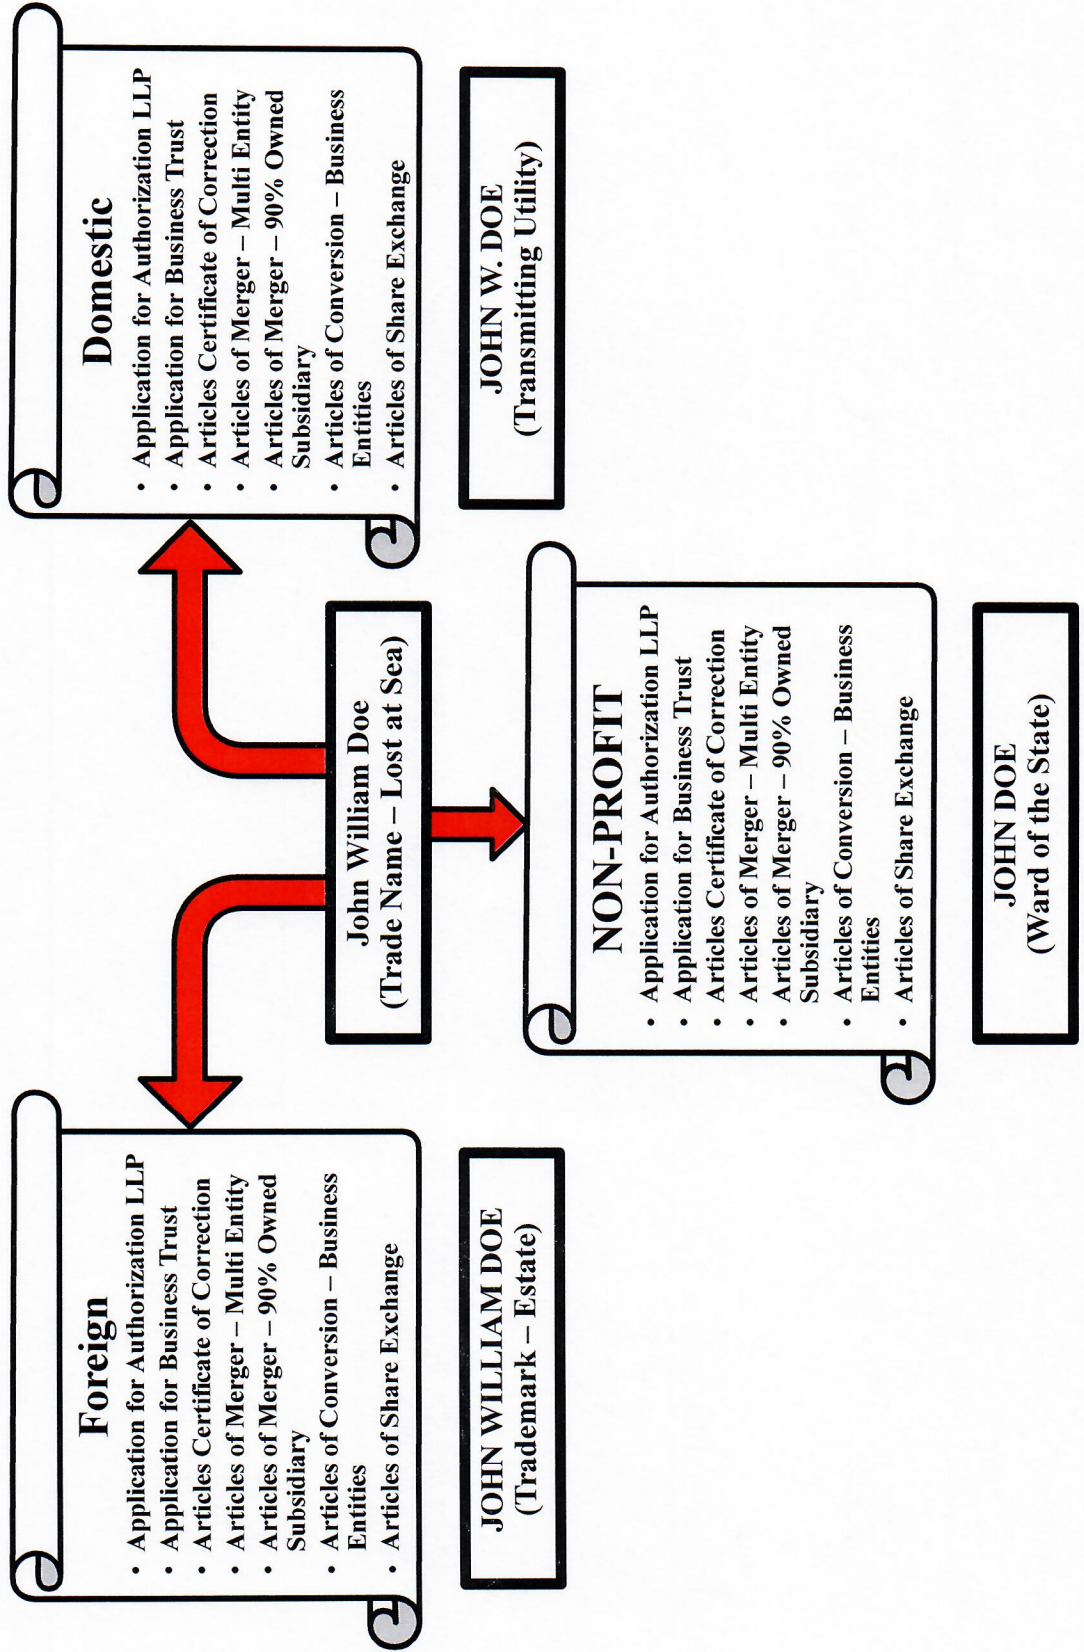 Foreign
• Application for Authorization LLP
• Application for Business Trust
• Articles Certificate of Correction
• Articles of Merger – Multi Entity
• Articles of Merger – 90% Owned
Subsidiary
• Articles of Conversion – Business
Entities
• Articles of Share Exchange
JOHN WILLIAM DOE
(Trademark – Estate)
John William Doe
(Trade Name – Lost at Sea)
Domestic
• Application for Authorization LLP
• Application for Business Trust
• Articles Certificate of Correction
• Articles of Merger – Multi Entity
• Articles of Merger – 90% Owned
Subsidiary
• Articles of Conversion – Business
Entities
• Articles of Share Exchange
JOHN W. DOE
(Transmitting Utility)
NON-PROFIT
• Application for Authorization LLP
• Application for Business Trust
• Articles Certificate of Correction
• Articles of Merger – Multi Entity
• Articles of Merger – 90% Owned
Subsidiary
• Articles of Conversion – Business
Entities
• Articles of Share Exchange
JOHN DOE
(Ward of the State)